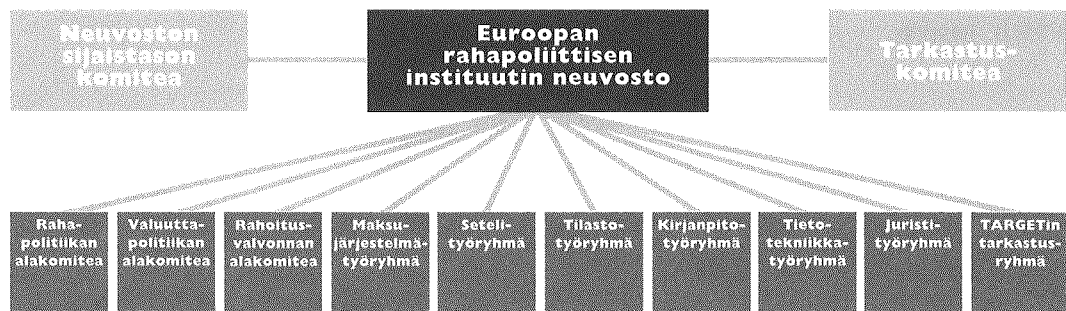 Neuvoston
sijaistason
komitea
Euroopan
rahapoliittisen
instituutin neuvosto
Tarkastus-
komitea
Raha-
politiikan
alakomitea
Valuutta-
politiikan
alakomitea
Rahoitus-
valvonnan
alakomitea
Maksu-
järjestelmä-
työryhmä
Seteli-
työryhmä
Tilasto-
työryhmä
Kirjanpito-
työryhmä
Tieto-
tekniikka-
työryhmä
Juristi-
työryhmä
TARGETin
tarkastus-
ryhmä